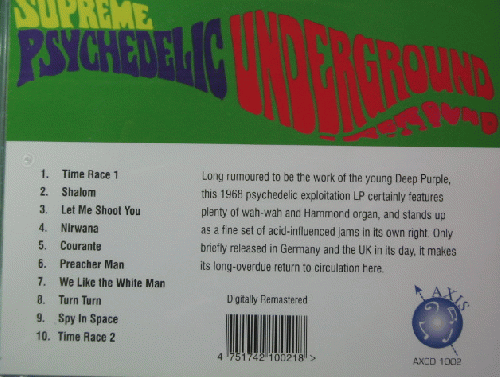 SUPREME
PSYCHEDELIC UNDERGROUND
1. Time Race 1
2. Shalom
3. Let Me Shoot You
4. Nirwana
5. Courante
6. Preacher Man
7. We Like the White Man
8. Turn Turn
9. Spy In Space
10. Time Race 2
Long rumoured to be the work of the young Deep Purple,
this 1968 psychedelic exploitation LP certainly features
plenty of wah-wah and Hammond organ, and stands up
as a fine set of acid-influenced jams in its own right. Only
briefly released in Germany and the UK in its day, it makes
its long-overdue return to circulation here.
Digitally Remastered
4 751742 100218 >
AXIS
AXCD 1002